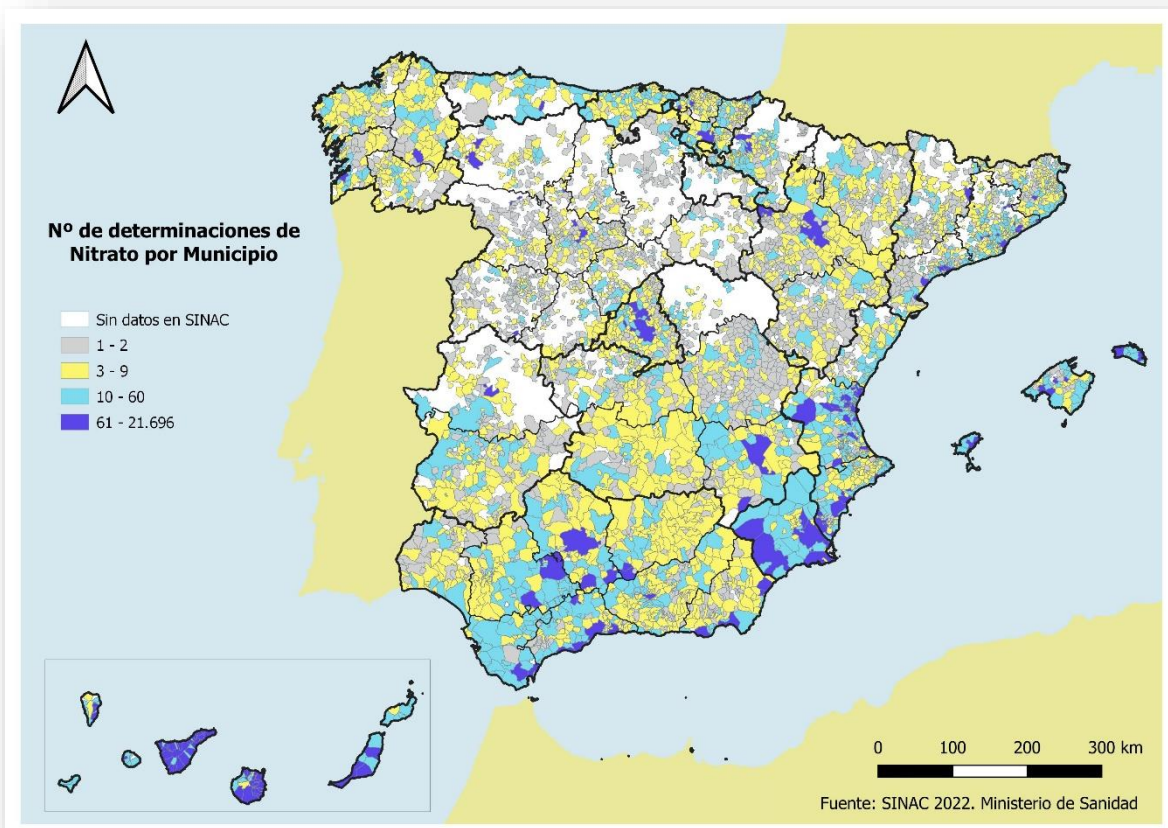 Nº de determinaciones de
Nitrato por Municipio
Sin datos en SINAC
1 - 2
3 - 9
10 - 60
61 - 21.696
0 100 200 300 km
Fuente: SINAC 2022. Ministerio de Sanidad